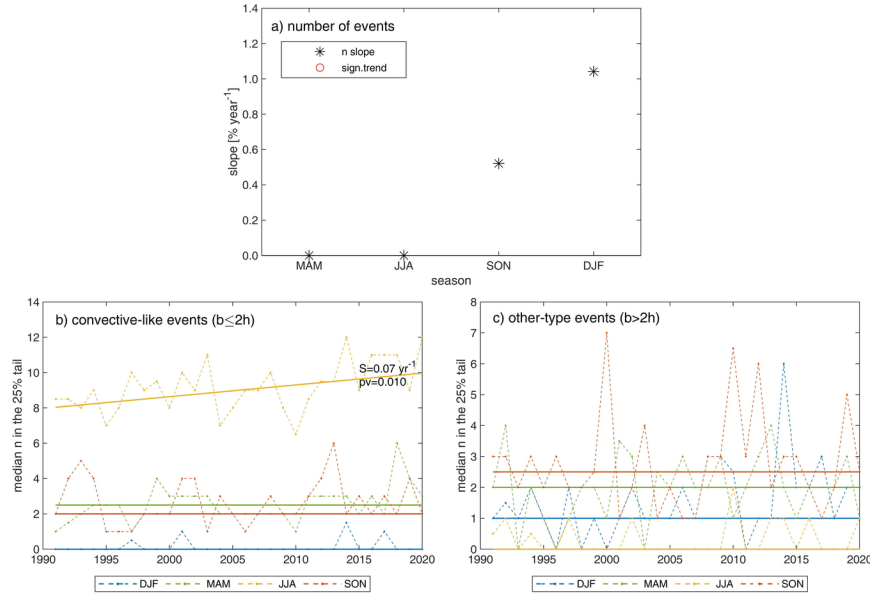 a) number of events
n slope
sign.trend
slope [% year-1]
1.4
1.2
1.0
0.8
0.6
0.4
0.2
0.0
MAM JJA SON DJF
season
b) convective-like events (b≤2h)
S=0.07 yr-1
pv=0.010
median n in the 25% tail
14
12
10
8
6
4
2
0
1990 1995 2000 2005 2010 2015 2020
DJF MAM JJA SON
c) other-type events (b>2h)
median n in the 25% tail
8
7
6
5
4
3
2
1
0
1990 1995 2000 2005 2010 2015 2020
DJF MAM JJA SON